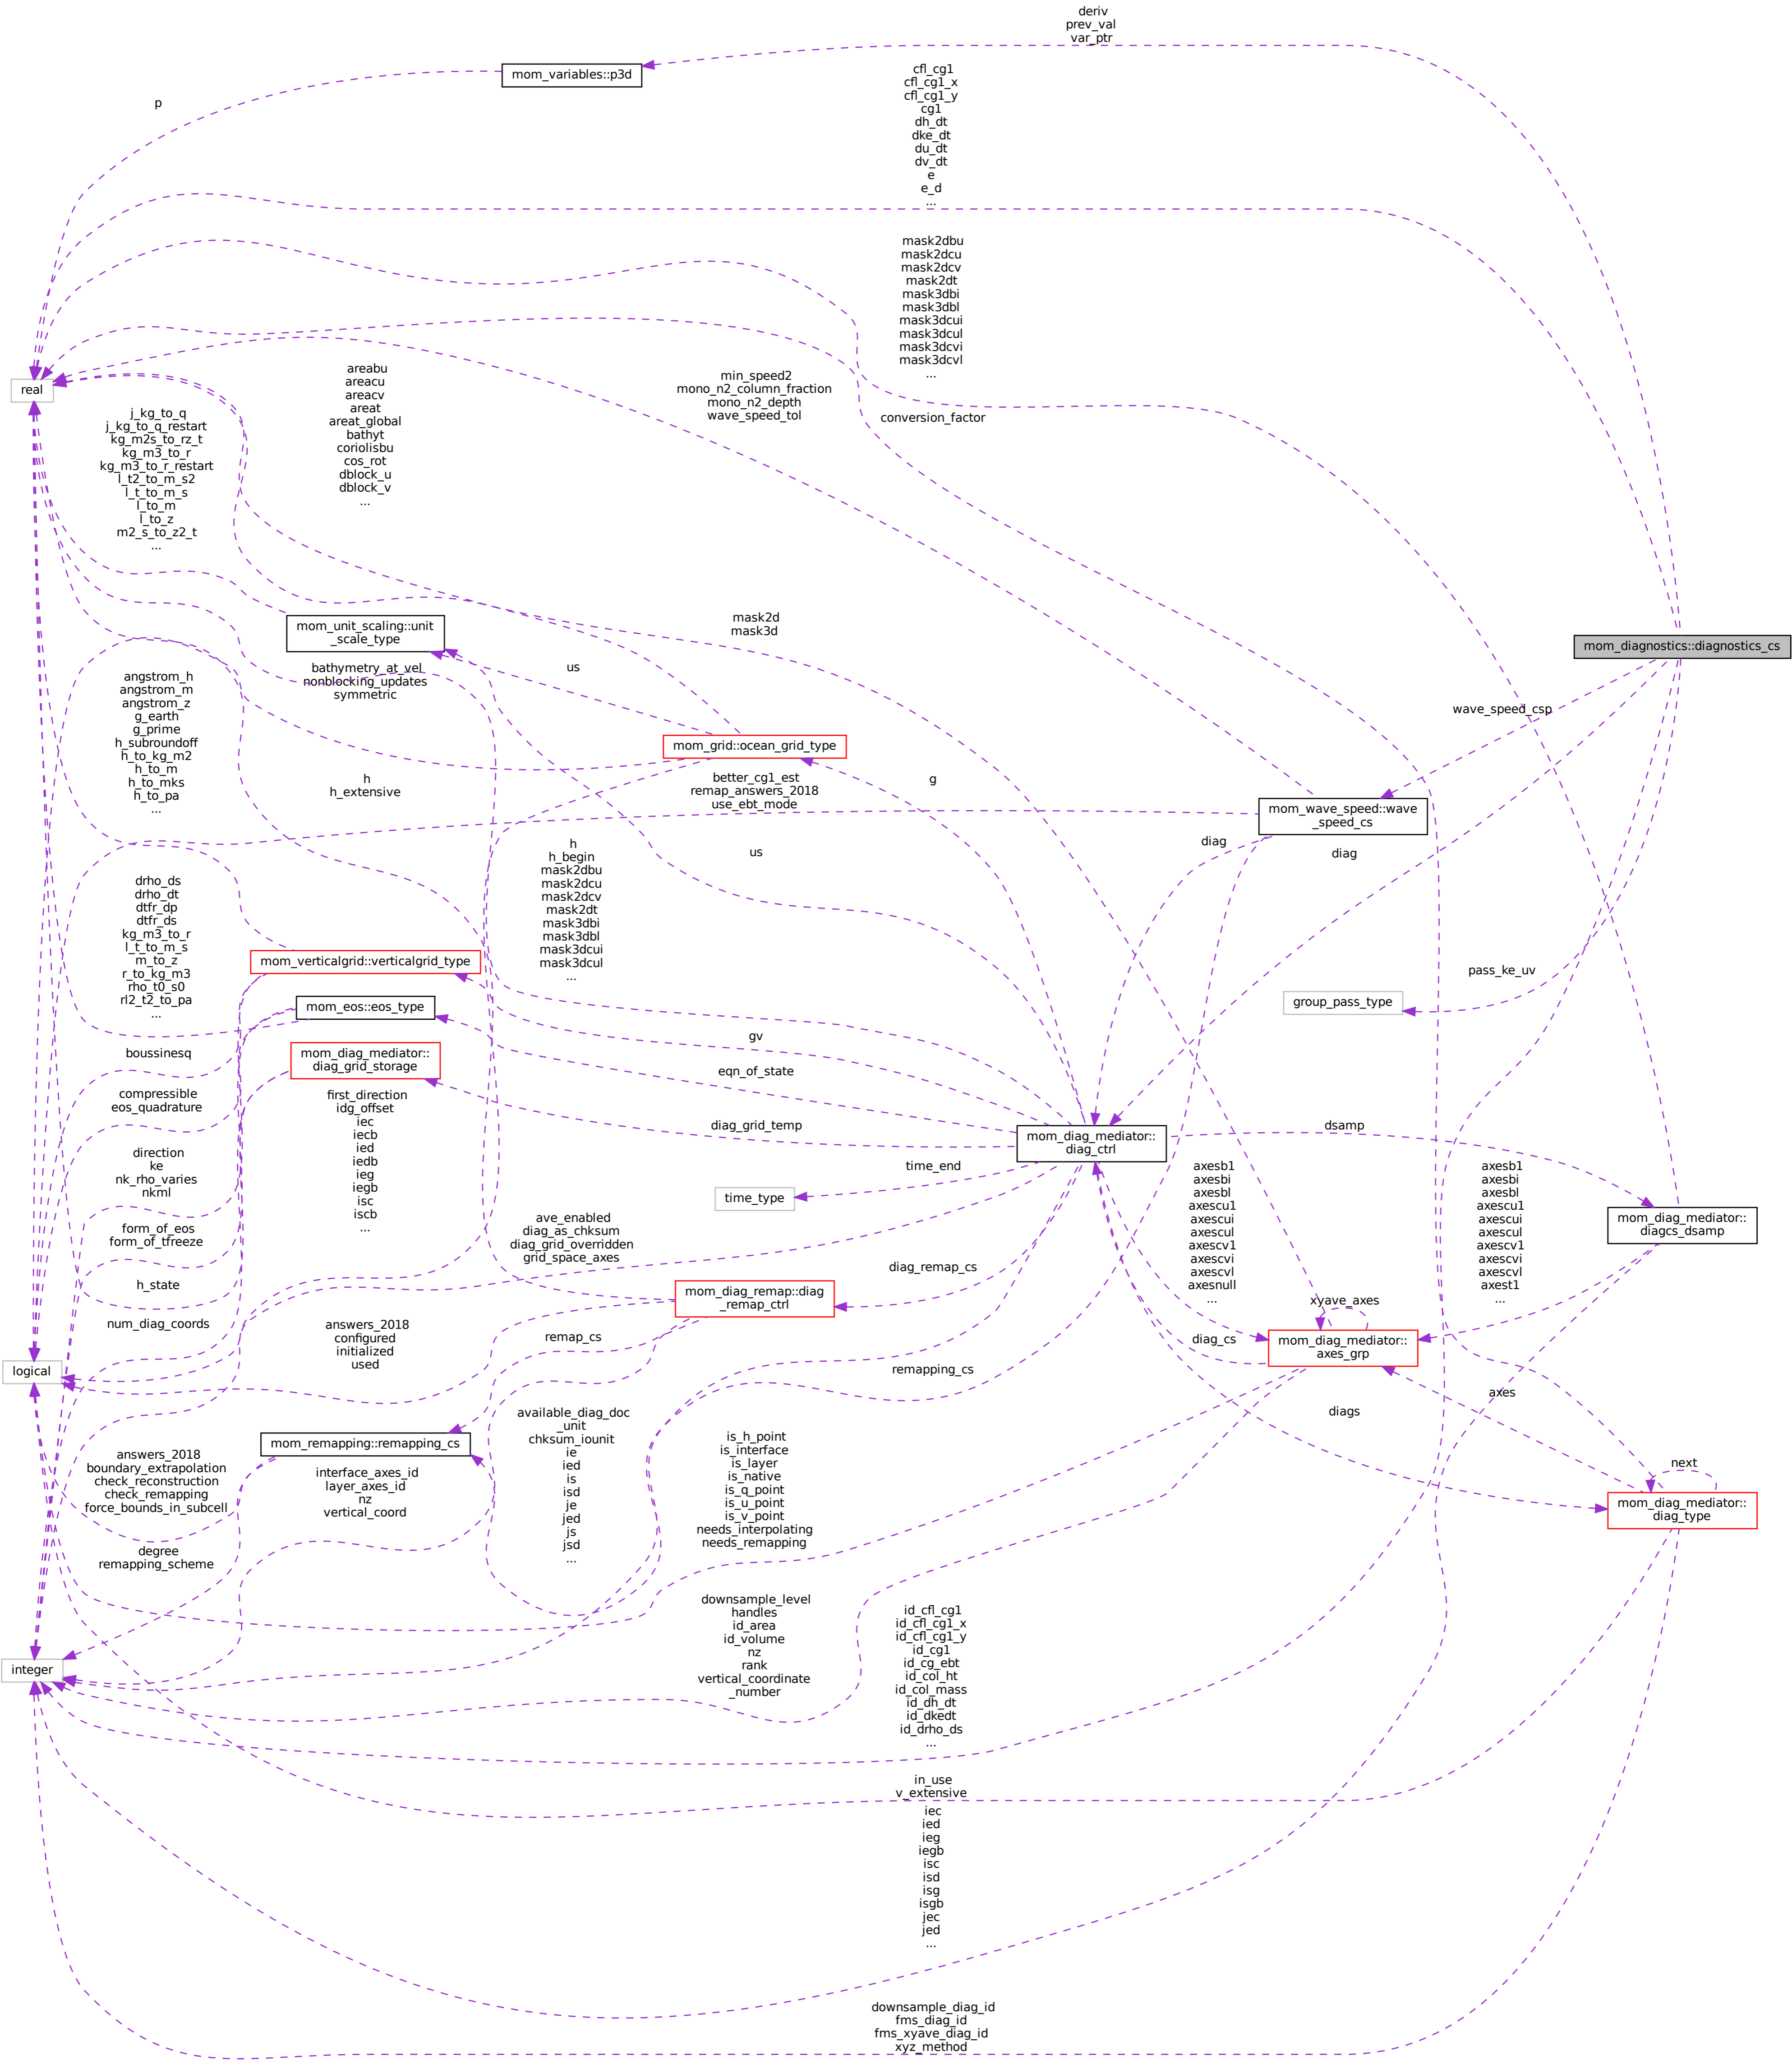 deriv
prev_val
var_ptr
mom_variables::p3d
p
cfl_cg1
cfl_cg1_x
cfl_cg1_y
cg1
dh_dt
dke_dt
du_dt
dv_dt
e
e_d
...
mask2dbu
mask2dcu
mask2dcv
mask2dt
mask3dbi
mask3dbl
mask3dcui
mask3dcul
mask3dcvi
mask3dcvl
...
real
areabu
areacu
areacv
areat
areat_global
bathyt
coriolisbu
cos_rot
dblock_u
dblock_v
...
min_speed2
mono_n2_column_fraction
mono_n2_depth
wave_speed_tol
conversion_factor
j_kg_to_q
j_kg_to_q_restart
kg_m2s_to_rz_t
kg_m3_to_r
kg_m3_to_r_restart
l_t2_to_m_s2
l_t_to_m_s
l_to_m
l_to_z
m2_s_to_z2_t
...
mom_unit_scaling::unit
_scale_type
mask2d
mask3d
mom_diagnostics::diagnostics_cs
bathymetry_at_vel
nonblocking_updates
symmetric
us
angstrom_h
angstrom_m
angstrom_z
g_earth
g_prime
h_subroundoff
h_to_kg_m2
h_to_m
h_to_mks
h_to_pa
...
wave_speed_csp
mom_grid::ocean_grid_type
h
h_extensive
better_cg1_est
remap_answers_2018
use_ebt_mode
g
mom_wave_speed::wave
_speed_cs
h
h_begin
mask2dbu
mask2dcu
mask2dcv
mask2dt
mask3dbi
mask3dbl
mask3dcui
mask3dcul
...
us
diag
diag
drho_ds
drho_dt
dtfr_dp
dtfr_ds
kg_m3_to_r
l_t_to_m_s
m_to_z
r_to_kg_m3
rho_t0_s0
rl2_t2_to_pa
...
mom_verticalgrid::verticalgrid_type
pass_ke_uv
mom_eos::eos_type
group_pass_type
gv
boussinesq
mom_diag_mediator::
diag_grid_storage
eqn_of_state
compressible
eos_quadrature
first_direction
idg_offset
iec
iecb
ied
iedb
ieg
iegb
isc
iscb
...
diag_grid_temp
mom_diag_mediator::
diag_ctrl
dsamp
direction
ke
nk_rho_varies
nkml
time_end
time_type
axesb1
axesbi
axesbl
axescu1
axescui
axescul
axescv1
axescvi
axescvl
axesnull
...
axesb1
axesbi
axesbl
axescu1
axescui
axescul
axescv1
axescvi
axescvl
axest1
...
mom_diag_mediator::
diagcs_dsamp
form_of_eos
form_of_tfreeze
ave_enabled
diag_as_chksum
diag_grid_overridden
grid_space_axes
h_state
diag_remap_cs
mom_diag_remap::diag
_remap_ctrl
xyave_axes
num_diag_coords
answers_2018
configured
initialized
used
remap_cs
diag_cs
mom_diag_mediator::
axes_grp
logical
remapping_cs
axes
available_diag_doc
_unit
chksum_iounit
ie
ied
is
isd
je
jed
js
jsd
...
diags
mom_remapping::remapping_cs
is_h_point
is_interface
is_layer
is_native
is_q_point
is_u_point
is_v_point
needs_interpolating
needs_remapping
answers_2018
boundary_extrapolation
check_reconstruction
check_remapping
force_bounds_in_subcell
interface_axes_id
layer_axes_id
nz
vertical_coord
next
mom_diag_mediator::
diag_type
degree
remapping_scheme
downsample_level
handles
id_area
id_volume
nz
rank
vertical_coordinate
_number
id_cfl_cg1
id_cfl_cg1_x
id_cfl_cg1_y
id_cg1
id_cg_ebt
id_col_ht
id_col_mass
id_dh_dt
id_dkedt
id_drho_ds
...
integer
in_use
v_extensive
iec
ied
ieg
iegb
isc
isd
isg
isgb
jec
jed
...
downsample_diag_id
fms_diag_id
fms_xyave_diag_id
xyz_method